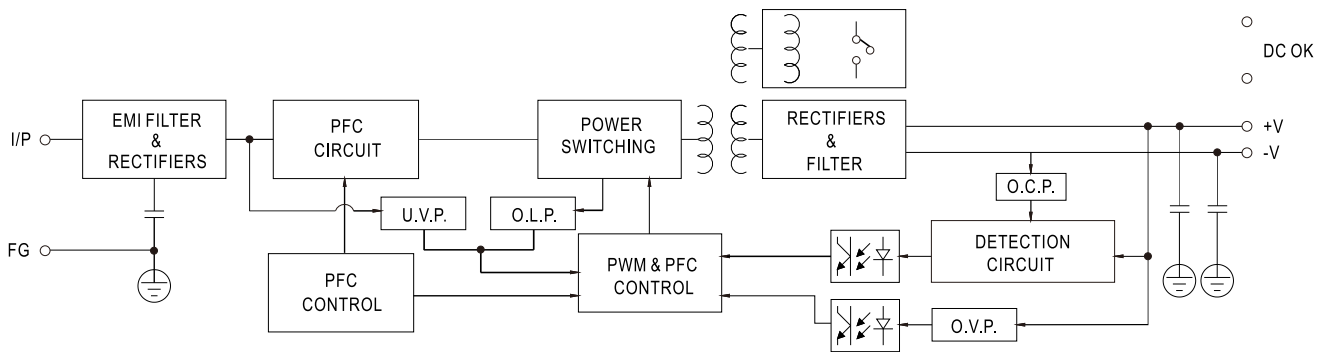 DC OK
I/P
EMI FILTER
&
RECTIFIERS
PFC
CIRCUIT
POWER
SWITCHING
RECTIFIERS
&
FILTER
+V
-V
O.C.P.
U.V.P.
O.L.P.
FG
PFC
CONTROL
PWM & PFC
CONTROL
DETECTION
CIRCUIT
O.V.P.